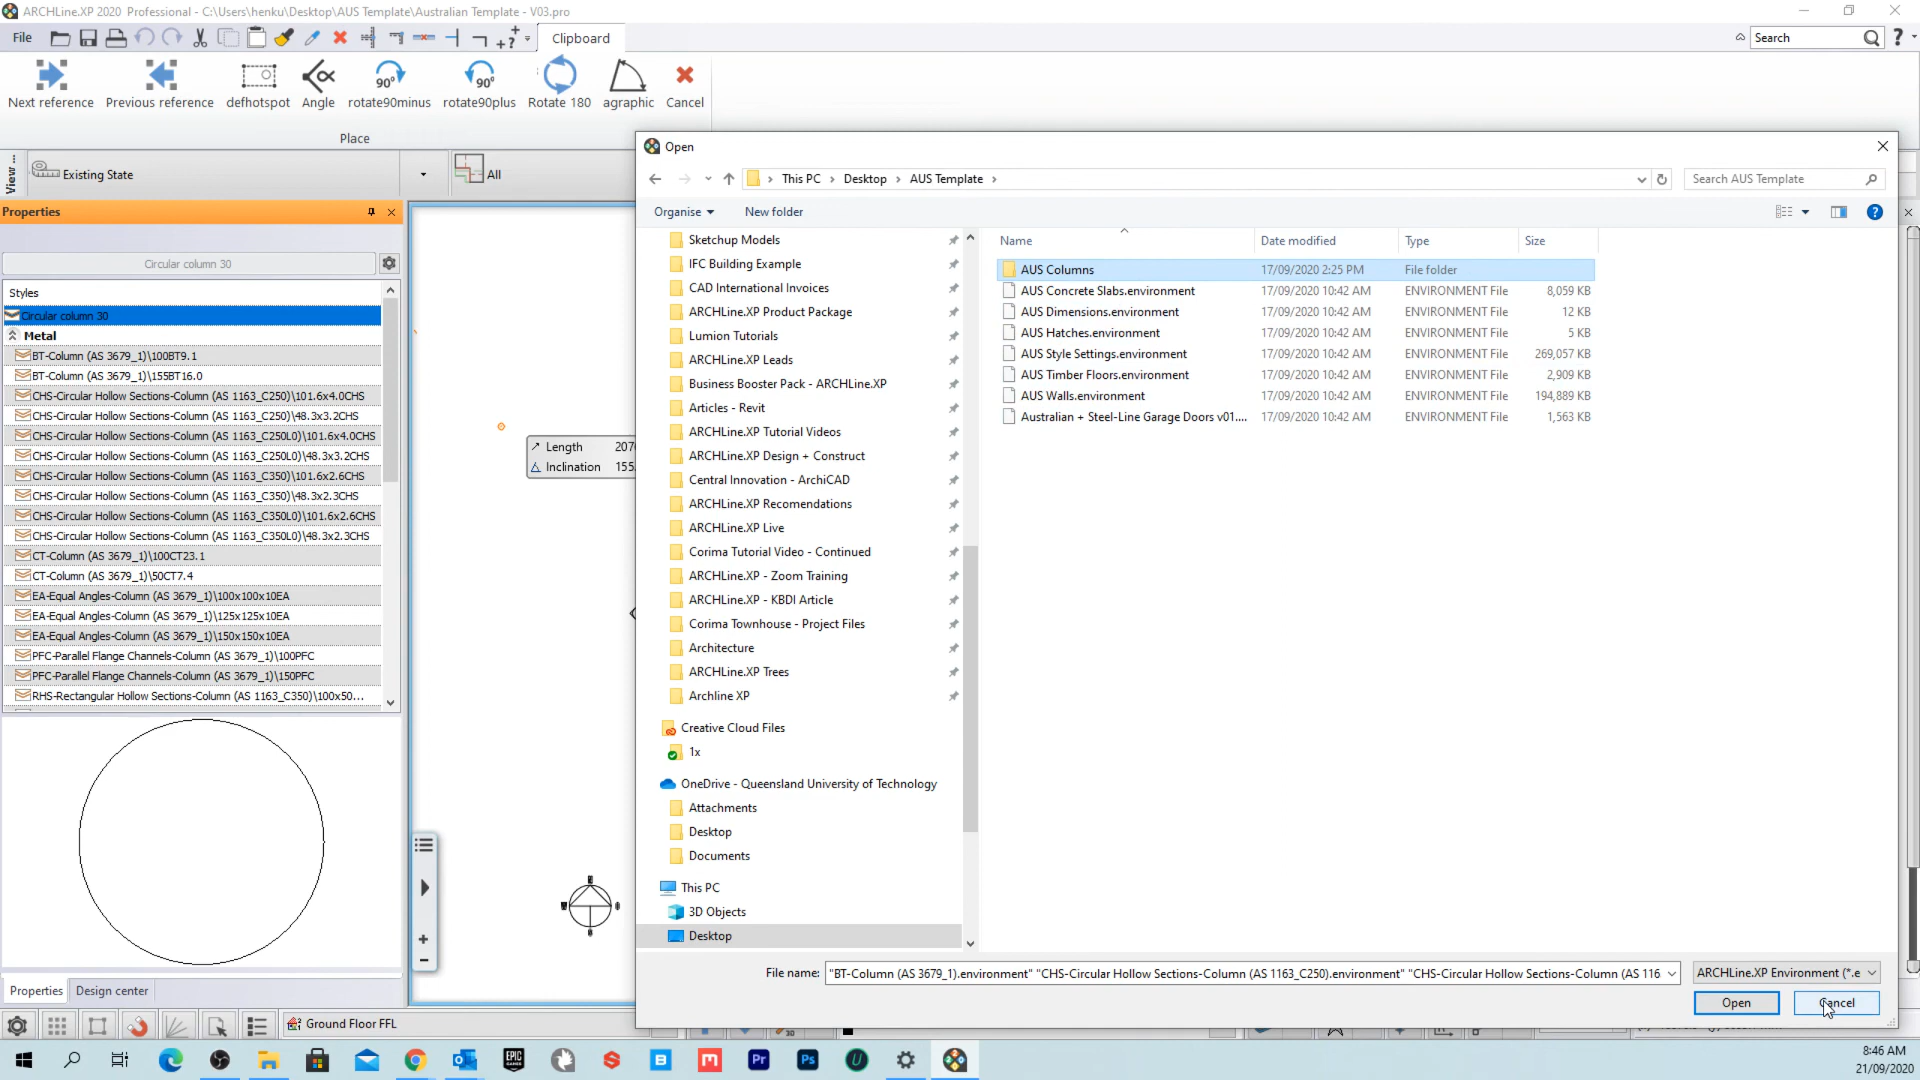 ARCHLine.XP 2020 Professional - C:\Users\henku\Desktop\AUS Template\Australian Template - V03.pro
File
Clipboard
Search
Next reference
Previous reference
defhotspot
Angle
90°
rotate90minus
90°
rotate90plus
Rotate 180
agraphic
Cancel
Place
View...
Existing State
All
Properties
Circular column 30
Styles
Circular column 30
Metal
BT-Column (AS 3679_1)\100BT9.1
BT-Column (AS 3679_1)\155BT16.0
CHS-Circular Hollow Sections-Column (AS 1163_C250)\101.6x4.0CHS
CHS-Circular Hollow Sections-Column (AS 1163_C250)\48.3x3.2CHS
CHS-Circular Hollow Sections-Column (AS 1163_C250L0)\101.6x4.0CHS
CHS-Circular Hollow Sections-Column (AS 1163_C250L0)\48.3x3.2CHS
CHS-Circular Hollow Sections-Column (AS 1163_C350)\101.6x2.6CHS
CHS-Circular Hollow Sections-Column (AS 1163_C350)\48.3x2.3CHS
CHS-Circular Hollow Sections-Column (AS 1163_C350L0)\101.6x2.6CHS
CHS-Circular Hollow Sections-Column (AS 1163_C350L0)\48.3x2.3CHS
CT-Column (AS 3679_1)\100CT23.1
CT-Column (AS 3679_1)\50CT7.4
EA-Equal Angles-Column (AS 3679_1)\100x100x10EA
EA-Equal Angles-Column (AS 3679_1)\125x125x10EA
EA-Equal Angles-Column (AS 3679_1)\150x150x10EA
PFC-Parallel Flange Channels-Column (AS 3679_1)\100PFC
PFC-Parallel Flange Channels-Column (AS 3679_1)\150PFC
RHS-Rectangular Hollow Sections-Column (AS 1163_C350)\100x50...
Properties
Design center
Ground Floor FFL
Length 207
Inclination 155.
Open
This PC › Desktop › AUS Template ›
Search AUS Template
Organise
New folder
Sketchup Models
IFC Building Example
CAD International Invoices
ARCHLine.XP Product Package
Lumion Tutorials
ARCHLine.XP Leads
Business Booster Pack - ARCHLine.XP
Articles - Revit
ARCHLine.XP Tutorial Videos
ARCHLine.XP Design + Construct
Central Innovation - ArchiCAD
ARCHLine.XP Recomendations
ARCHLine.XP Live
Corima Tutorial Video - Continued
ARCHLine.XP - Zoom Training
ARCHLine.XP - KBDI Article
Corima Townhouse - Project Files
Architecture
ARCHLine.XP Trees
Archline XP
Creative Cloud Files
1x
OneDrive - Queensland University of Technology
Attachments
Desktop
Documents
This PC
3D Objects
Desktop
Name Date modified Type Size
AUS Columns 17/09/2020 2:25 PM File folder
AUS Concrete Slabs.environment 17/09/2020 10:42 AM ENVIRONMENT File 8,059 KB
AUS Dimensions.environment 17/09/2020 10:42 AM ENVIRONMENT File 12 KB
AUS Hatches.environment 17/09/2020 10:42 AM ENVIRONMENT File 5 KB
AUS Style Settings.environment 17/09/2020 10:42 AM ENVIRONMENT File 269,057 KB
AUS Timber Floors.environment 17/09/2020 10:42 AM ENVIRONMENT File 2,909 KB
AUS Walls.environment 17/09/2020 10:42 AM ENVIRONMENT File 194,889 KB
Australian + Steel-Line Garage Doors v01.... 17/09/2020 10:42 AM ENVIRONMENT File 1,563 KB
File name: "BT-Column (AS 3679_1).environment" "CHS-Circular Hollow Sections-Column (AS 1163_C250).environment" "CHS-Circular Hollow Sections-Column (AS 116
ARCHLine.XP Environment (*.e
Open
Cancel
EPIC GAMES
Pr
Ps
8:46 AM
21/09/2020